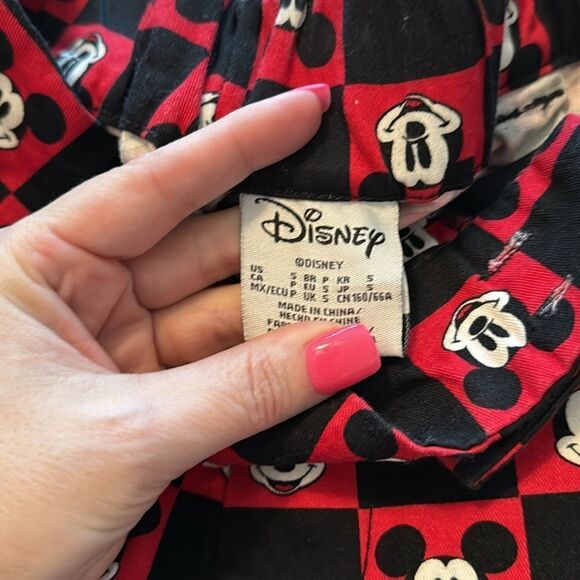 Disney
©DISNEY
US S BR P KR S
CA P EU S JP S
MX/ECU P UK S CN 160/66A
MADE IN CHINA/
HECHO EN CHINE